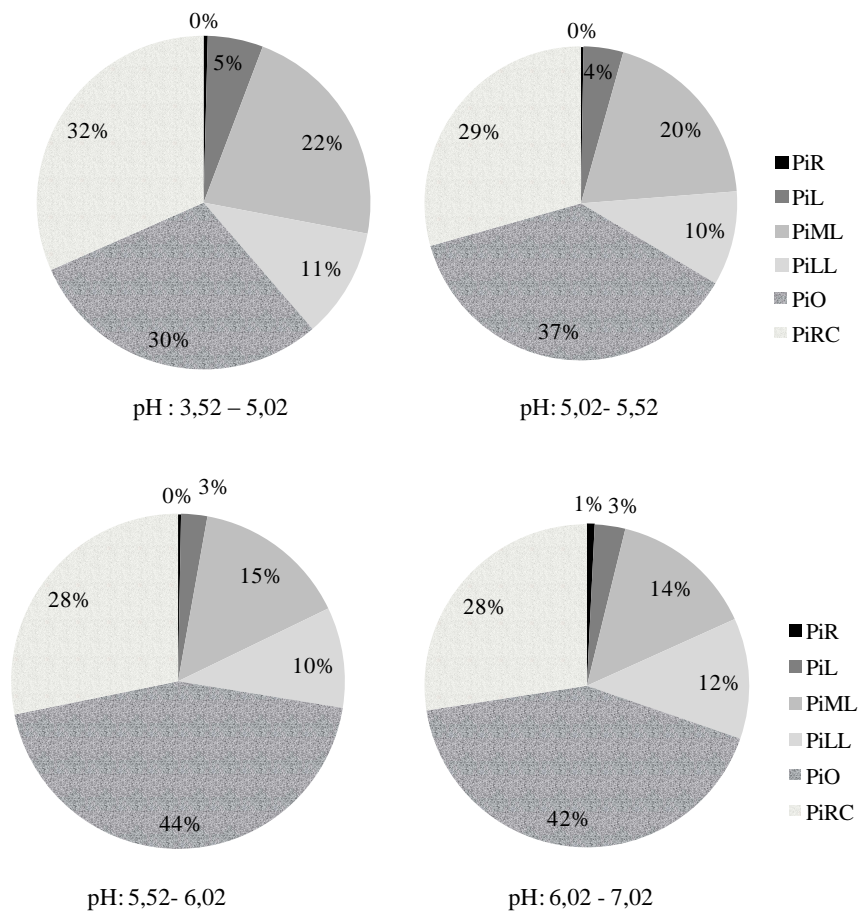 0%
5%
22%
11%
30%
32%
pH : 3,52 – 5,02
0%
4%
20%
10%
37%
29%
pH: 5,02- 5,52
PiR
PiL
PiML
PiLL
PiO
PiRC
0%
3%
15%
10%
44%
28%
pH: 5,52- 6,02
1%
3%
14%
12%
42%
28%
pH: 6,02 - 7,02
PiR
PiL
PiML
PiLL
PiO
PiRC